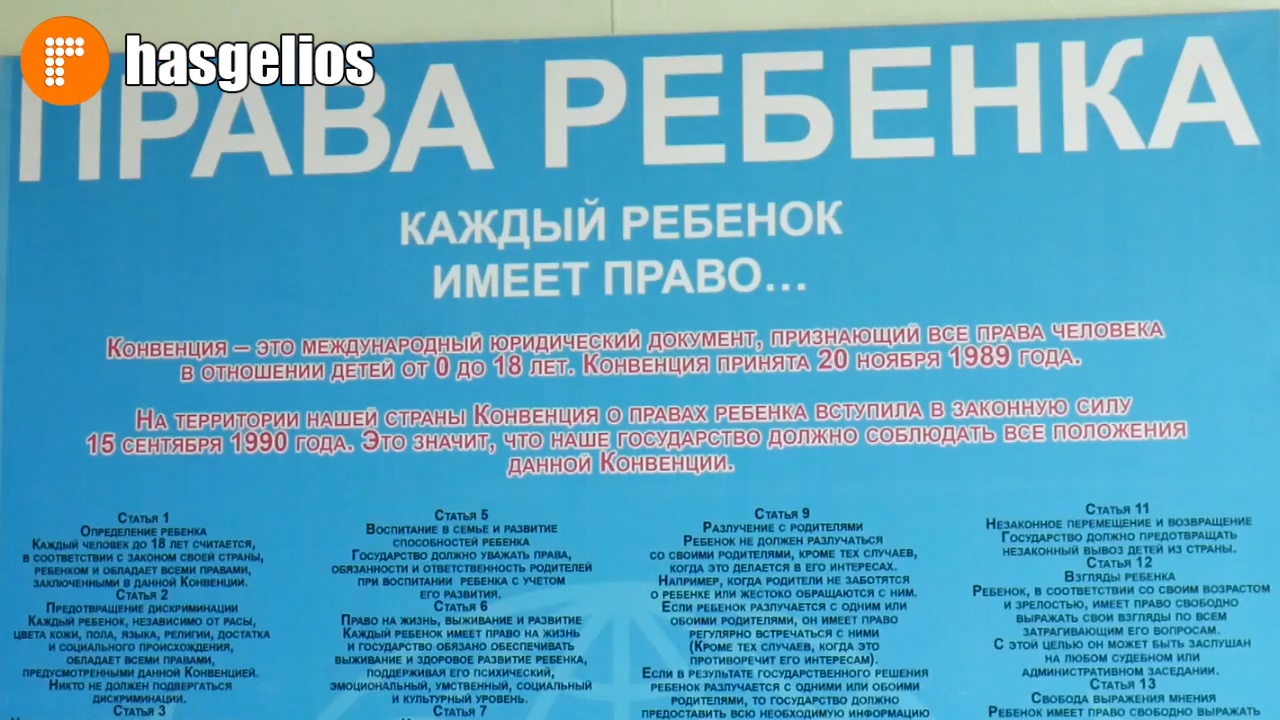 hasgelios
ПРАВА РЕБЕНКА
КАЖДЫЙ РЕБЕНОК
ИМЕЕТ ПРАВО...
Конвенция – это международный юридический документ, признающий все права человека
в отношении детей от 0 до 18 лет. Конвенция принята 20 ноября 1989 года.
На территории нашей страны Конвенция о правах ребенка вступила в законную силу
15 сентября 1990 года. Это значит, что наше государство должно соблюдать все положения
данной Конвенции.
Статья 1
Определение ребенка
Каждый человек до 18 лет считается,
в соответствии с законом своей страны,
ребенком и обладает всеми правами,
заключенными в данной Конвенции.
Статья 2
Предотвращение дискриминации
Каждый ребенок, независимо от расы,
цвета кожи, пола, языка, религии, достатка
и социального происхождения,
обладает всеми правами,
предусмотренными данной Конвенцией.
Никто не должен подвергаться
дискриминации.
Статья 3
Статья 5
Воспитание в семье и развитие
способностей ребенка
Государство должно уважать права,
обязанности и ответственность родителей
при воспитании ребенка с учетом
его развития.
Статья 6
Право на жизнь, выживание и развитие
Каждый ребенок имеет право на жизнь
и государство обязано обеспечивать
выживание и здоровое развитие ребенка,
поддерживая его психический,
эмоциональный, умственный, социальный
и культурный уровень.
Статья 7
Статья 9
Разлучение с родителями
Ребенок не должен разлучаться
со своими родителями, кроме тех случаев,
когда это делается в его интересах.
Например, когда родители не заботятся
о ребенке или жестоко обращаются с ним.
Если ребенок разлучается с одним или
обоими родителями, он имеет право
регулярно встречаться с ними
(Кроме тех случаев, когда это
противоречит его интересам).
Если в результате государственного решения
ребенок разлучается с одними или обоими
родителями, то государство должно
предоставить всю необходимую информацию
Статья 11
Незаконное перемещение и возвращение
Государство должно предотвращать
незаконный вывоз детей из страны.
Статья 12
Взгляды ребенка
Ребенок, в соответствии со своим возрастом
и зрелостью, имеет право свободно
выражать свои взгляды по всем
затрагивающим его вопросам.
С этой целью он может быть заслушан
на любом судебном или
административном заседании.
Статья 13
Свобода выражения мнения
Ребенок имеет право свободно выражать